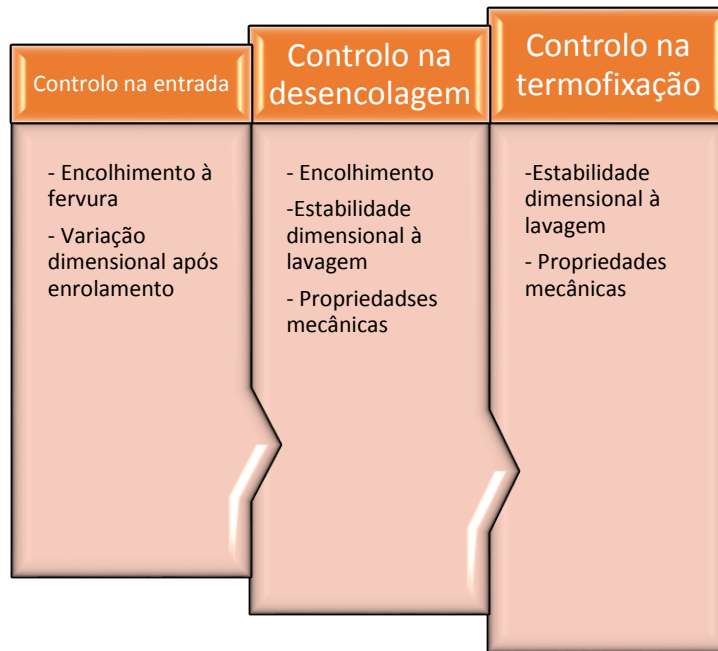 Controlo na entrada
- Encolhimento à
fervura
- Variação
dimensional após
enrolamento
Controlo na
desencolagem
- Encolhimento
-Estabilidade
dimensional à
lavagem
- Propriedadses
mecânicas
Controlo na
termofixação
-Estabilidade
dimensional à
lavagem
- Propriedades
mecânicas